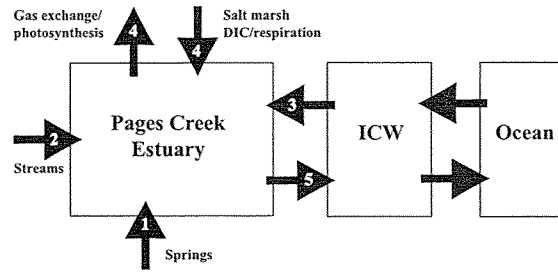 Gas exchange/
photosynthesis
4
Salt marsh
DIC/respiration
4
3
Pages Creek
Estuary
ICW
Ocean
2
Streams
5
1
Springs